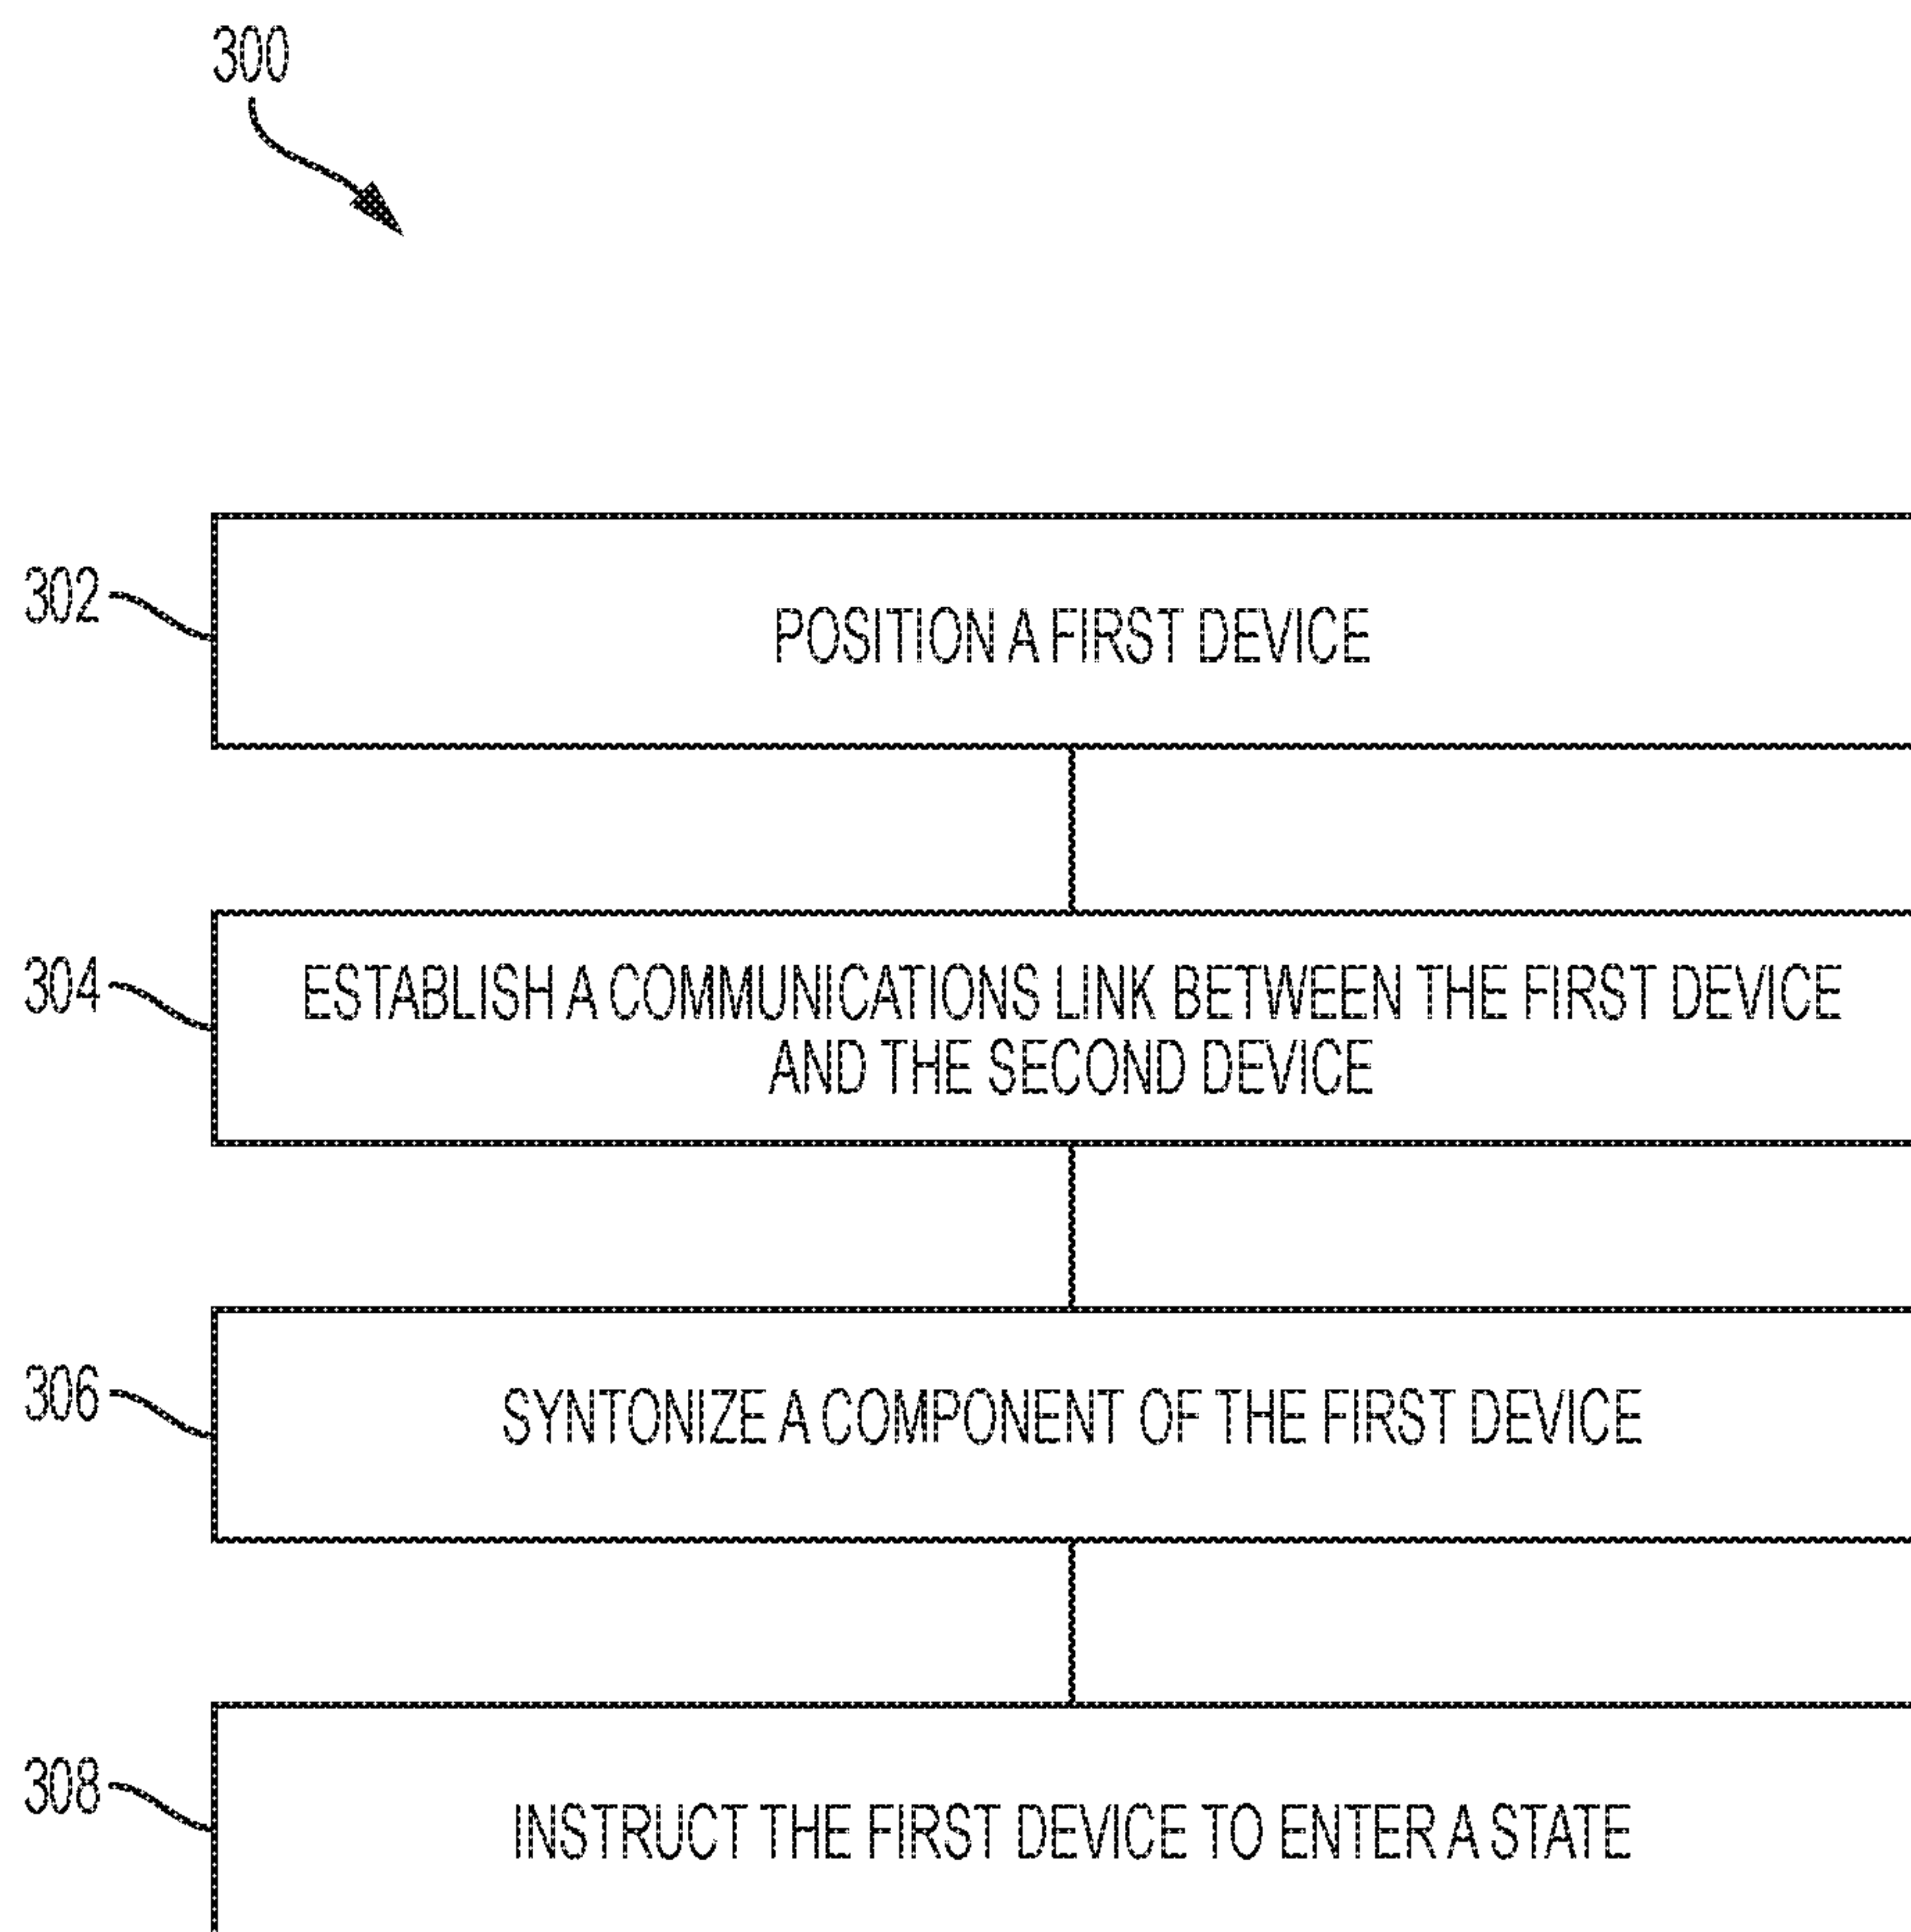 300
302
POSITION A FIRST DEVICE
304
ESTABLISH A COMMUNICATIONS LINK BETWEEN THE FIRST DEVICE
AND THE SECOND DEVICE
306
SYNTONIZE A COMPONENT OF THE FIRST DEVICE
308
INSTRUCT THE FIRST DEVICE TO ENTER A STATE